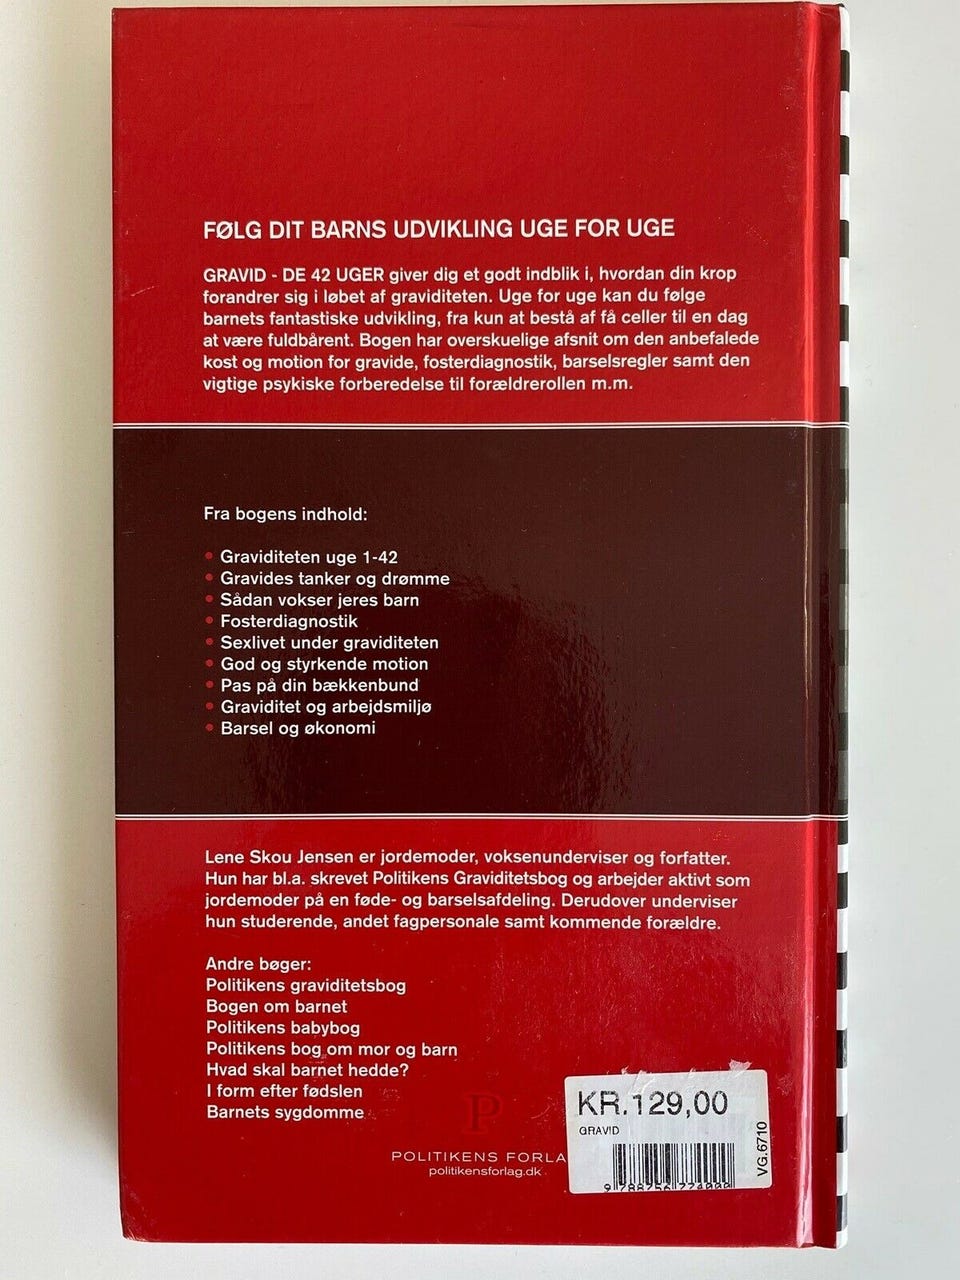 FØLG DIT BARNS UDVIKLING UGE FOR UGE
GRAVID - DE 42 UGER giver dig et godt indblik i, hvordan din krop
forandrer sig i løbet af graviditeten. Uge for uge kan du følge
barnets fantastiske udvikling, fra kun at bestå af få celler til en dag
at være fuldbårent. Bogen har overskuelige afsnit om den anbefalede
kost og motion for gravide, fosterdiagnostik, barselsregler samt den
vigtige psykiske forberedelse til forældrerollen m.m.
Fra bogens indhold:
• Graviditeten uge 1-42
• Gravides tanker og drømme
• Sådan vokser jeres barn
• Fosterdiagnostik
• Sexlivet under graviditeten
• God og styrkende motion
• Pas på din bækkenbund
• Graviditet og arbejdsmiljø
• Barsel og økonomi
Lene Skou Jensen er jordemoder, voksenunderviser og forfatter.
Hun har bl.a. skrevet Politikens Graviditetsbog og arbejder aktivt som
jordemoder på en føde- og barselsafdeling. Derudover underviser
hun studerende, andet fagpersonale samt kommende forældre.
Andre bøger:
Politikens graviditetsbog
Bogen om barnet
Politikens babybog
Politikens bog om mor og barn
Hvad skal barnet hedde?
I form efter fødslen
Barnets sygdomme
P
POLITIKENS FORLA
politikensforlag.dk
KR.129,00
GRAVID
VG.6710